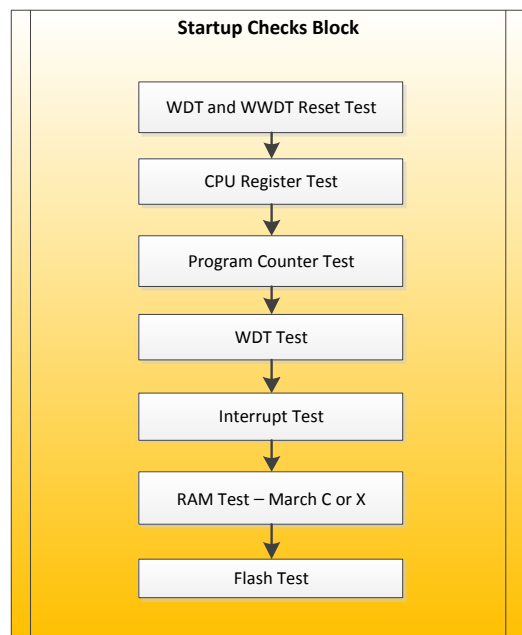 Startup Checks Block
WDT and WWDT Reset Test
CPU Register Test
Program Counter Test
WDT Test
Interrupt Test
RAM Test – March C or X
Flash Test